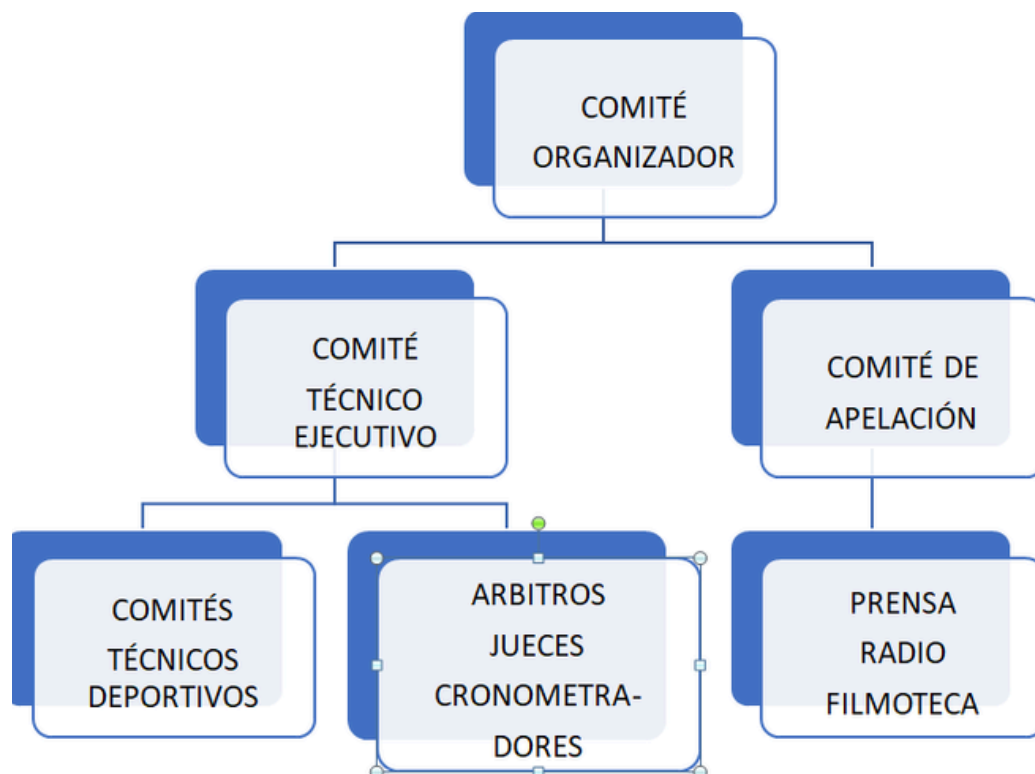 COMITÉ
ORGANIZADOR
COMITÉ
TÉCNICO
EJECUTIVO
COMITÉ DE
APELACIÓN
COMITÉS
TÉCNICOS
DEPORTIVOS
ARBITROS
JUECES
CRONOMETRA-
DORES
PRENSA
RADIO
FILMOTECA